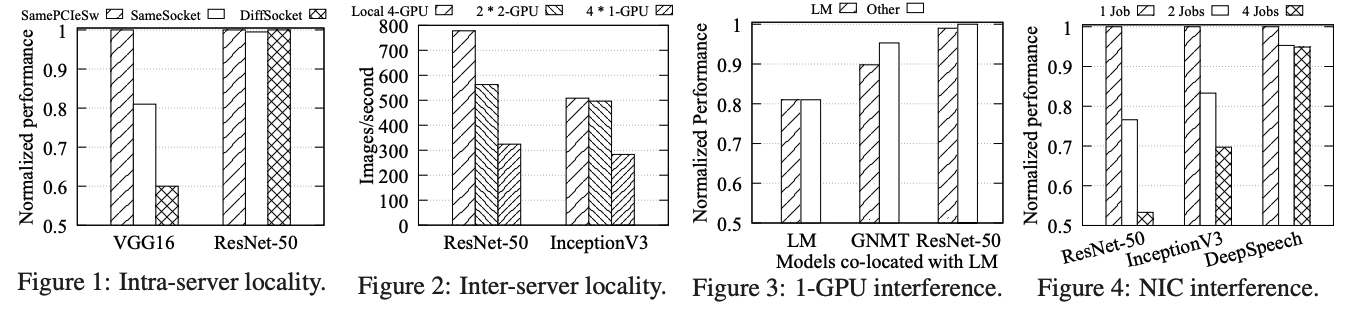 SamePCIeSw SameSocket DiffSocket
Normalized performance
1
0.9
0.8
0.7
0.6
0.5
VGG16 ResNet-50
Figure 1: Intra-server locality.
Local 4-GPU 2 * 2-GPU 4 * 1-GPU
Images/second
800
700
600
500
400
300
200
100
0
ResNet-50 InceptionV3
Figure 2: Inter-server locality.
LM Other
Normalized Performance
1
0.9
0.8
0.7
0.6
0.5
LM GNMT ResNet-50
Models co-located with LM
Figure 3: 1-GPU interference.
1 Job 2 Jobs 4 Jobs
Normalized performance
1
0.9
0.8
0.7
0.6
0.5
ResNet-50 InceptionV3 DeepSpeech
Figure 4: NIC interference.